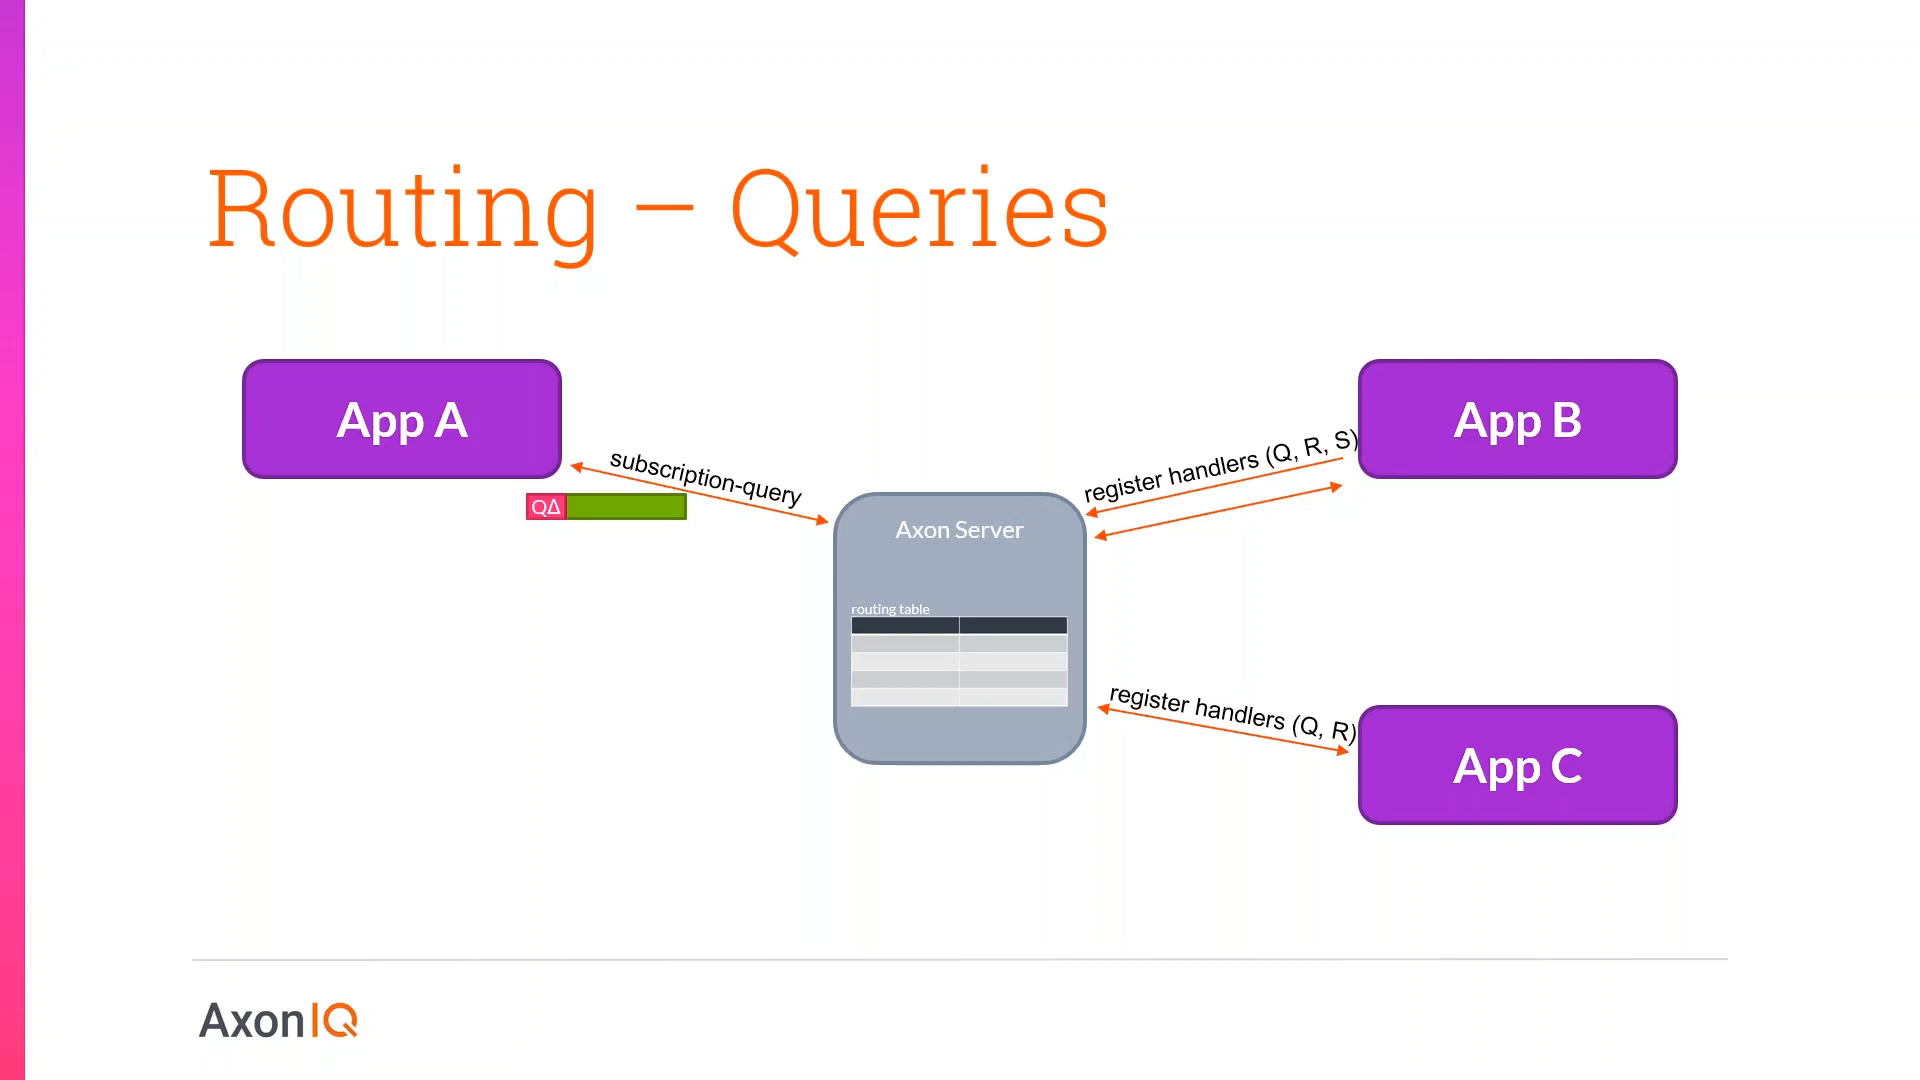 Routing – Queries
App A
App B
subscription-query
register handlers (Q, R, S)
QΔ
Axon Server
routing table
register handlers (Q, R)
App C
AxonIQ